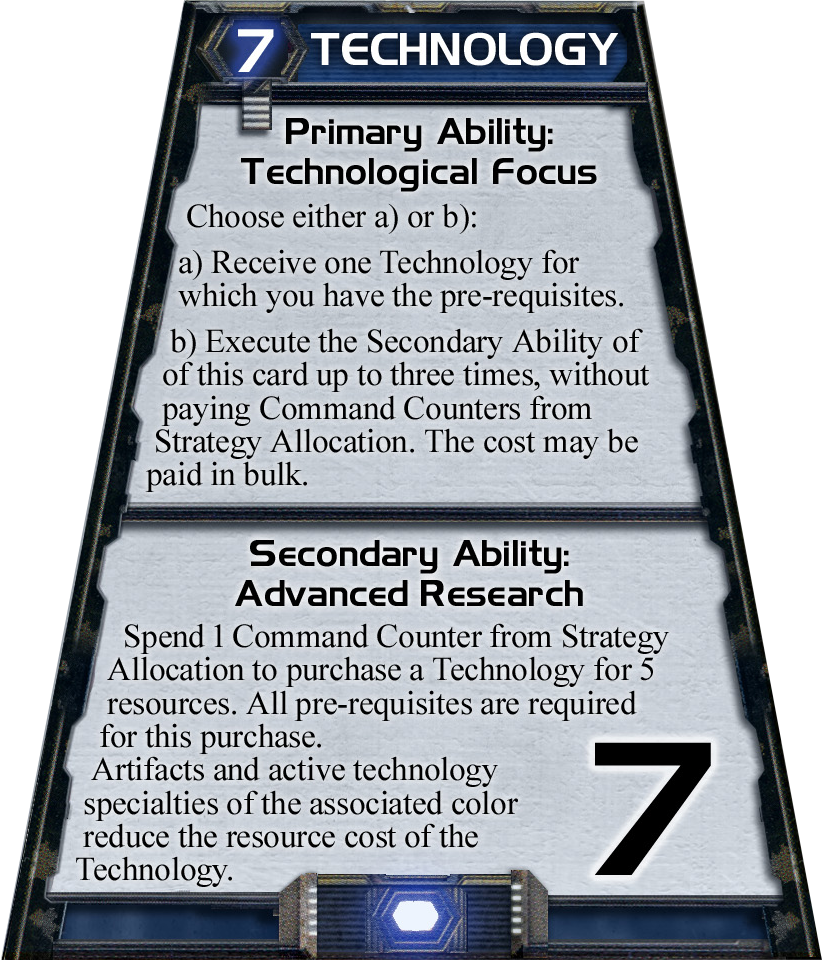 7 TECHNOLOGY
Primary Ability:
Technological Focus
Choose either a) or b):
a) Receive one Technology for
which you have the pre-requisites.
b) Execute the Secondary Ability of
of this card up to three times, without
paying Command Counters from
Strategy Allocation. The cost may be
paid in bulk.
Secondary Ability:
Advanced Research
Spend 1 Command Counter from Strategy
Allocation to purchase a Technology for 5
resources. All pre-requisites are required
for this purchase.
Artifacts and active technology
specialties of the associated color
reduce the resource cost of the
Technology.
7